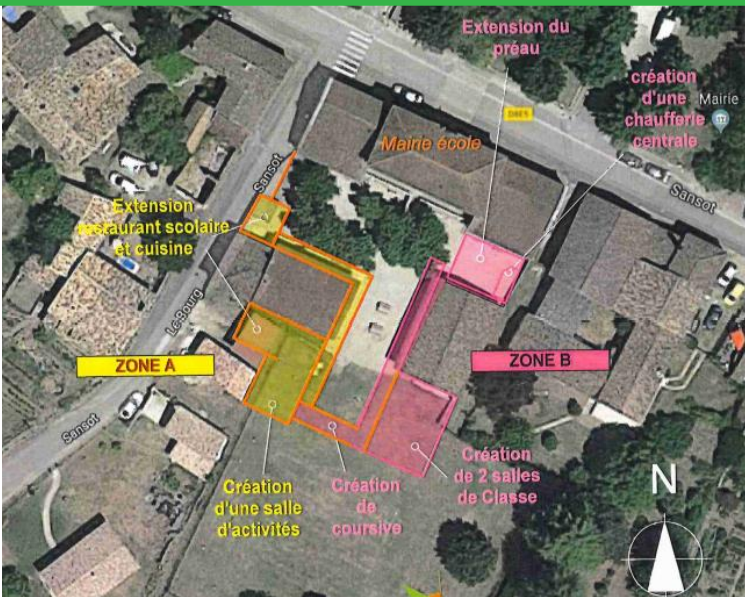 Extension du
préau
création
d'une
chaufferie
centrale
Mairie
Mairie école
Sansot
Sansot
Extension
restaurant scolaire
et cuisine
Le Bourg
ZONE A
ZONE B
Sansot
Création
d'une salle
d'activités
Création
de
coursive
Création
de 2 salles
de Classe
N